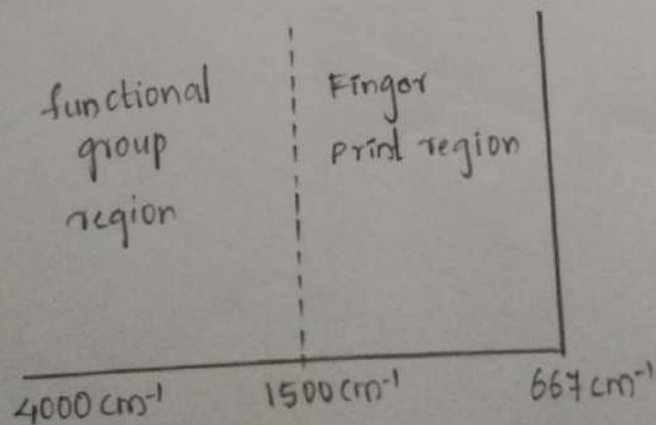 functional
group
region
Fingor
print region
4000 cm⁻¹
1500 cm⁻¹
667 cm⁻¹